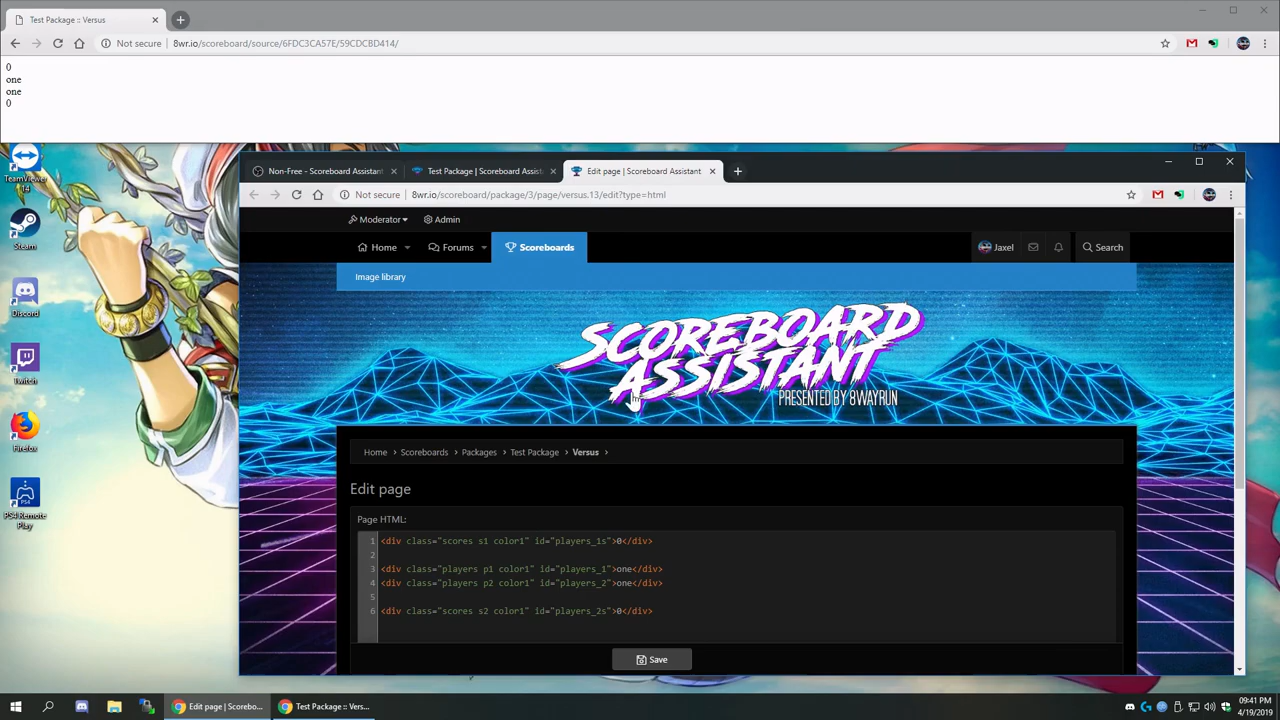 Test Package :: Versus
Not secure 8wr.io/scoreboard/source/6FDC3CA57E/59CDCBD414/
0
one
one
0
TeamViewer
14
Steam
Discord
Twitch
Firefox
PS4 Remote
Play
Non-Free - Scoreboard Assistant
Test Package | Scoreboard Assist
Edit page | Scoreboard Assistant
Not secure 8wr.io/scoreboard/package/3/page/versus.13/edit?type=html
Moderator Admin
Home Forums Scoreboards Jaxel Search
Image library
SCOREBOARD
ASSISTANT
PRESENTED BY 8WAYRUN
Home > Scoreboards > Packages > Test Package > Versus >
Edit page
Page HTML:
1 <div class="scores s1 color1" id="players_1s">0</div>
2
3 <div class="players p1 color1" id="players_1">one</div>
4 <div class="players p2 color1" id="players_2">one</div>
5
6 <div class="scores s2 color1" id="players_2s">0</div>
Save
Edit page | Scorebo...
Test Package :: Vers...
09:41 PM
4/19/2019